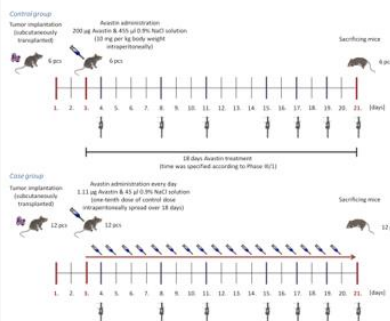 Control group
Tumor implantation
(subcutaneously
transplanted)
6 pcs
Avastin administration
200 µg Avastin & 455 µl 0.9% NaCl solution
(10 mg per kg body weight
intraperitoneally)
6 pcs
Sacrificing mice
6 pcs
1. 2. 3. 4. 5. 6. 7. 8. 9. 10. 11. 12. 13. 14. 15. 16. 17. 18. 19. 20. 21. [days]
18 days Avastin treatment
(time was specified according to Phase III/1)
Case group
Tumor implantation
(subcutaneously
transplanted)
12 pcs
Avastin administration every day
1.11 µg Avastin & 45 µl 0.9% NaCl solution
(one-tenth dose of control dose
intraperitoneally spread over 18 days)
12 pcs
Sacrificing mice
12
1. 2. 3. 4. 5. 6. 7. 8. 9. 10. 11. 12. 13. 14. 15. 16. 17. 18. 19. 20. 21. [days]